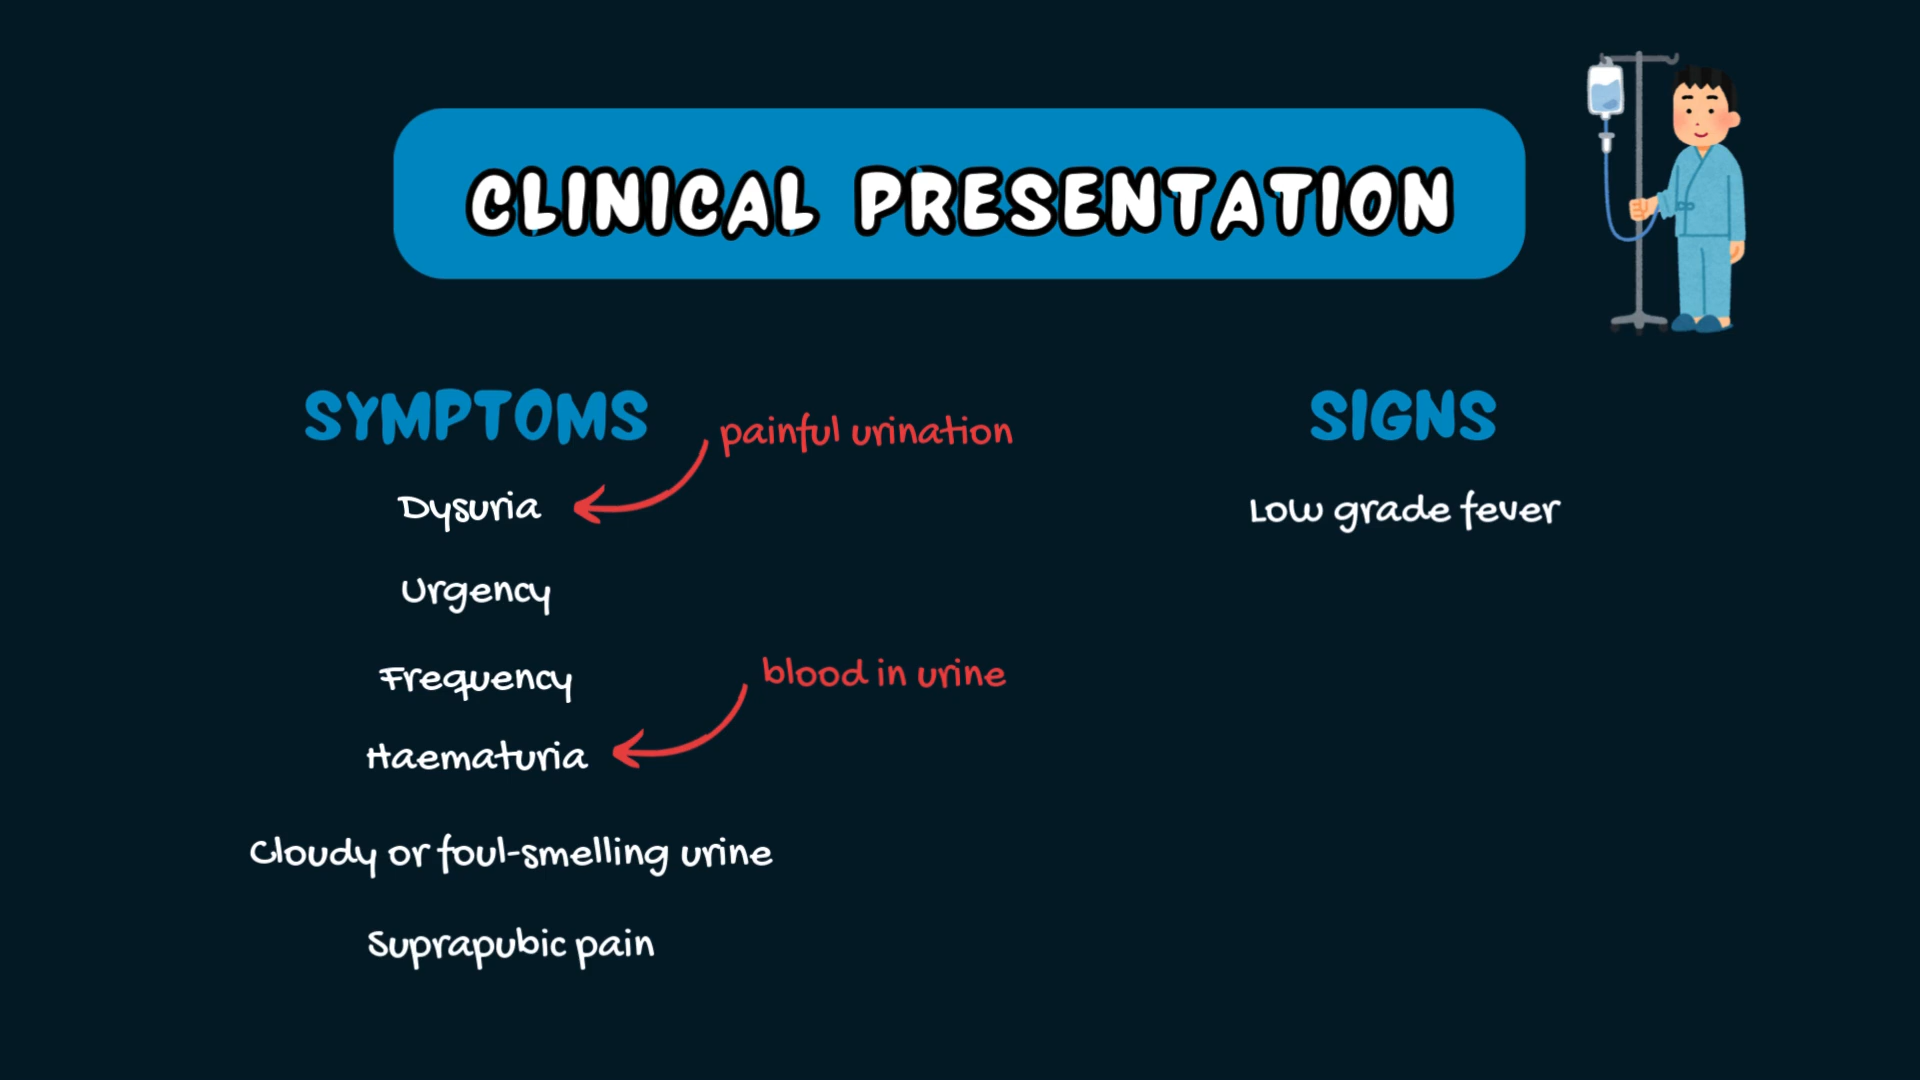 CLINICAL PRESENTATION
SYMPTOMS
painful urination
Dysuria
Urgency
Frequency
blood in urine
Haematuria
Cloudy or foul-smelling urine
Suprapubic pain
SIGNS
Low grade fever